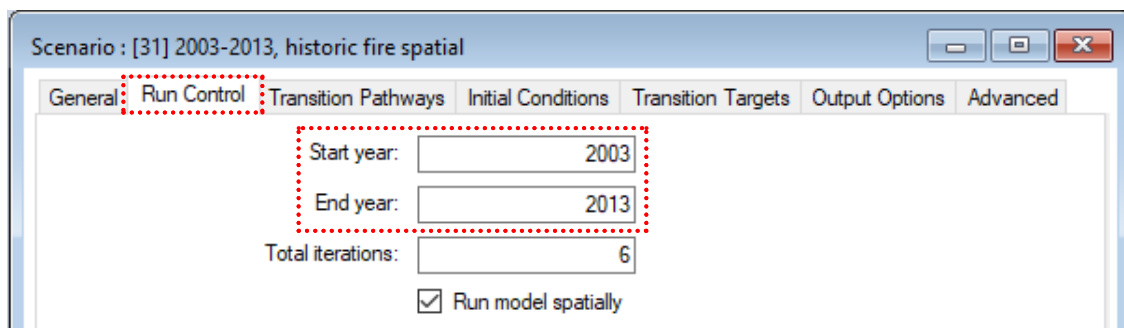 Scenario : [31] 2003-2013, historic fire spatial
General Run Control Transition Pathways Initial Conditions Transition Targets Output Options Advanced
Start year: 2003
End year: 2013
Total iterations: 6
Run model spatially